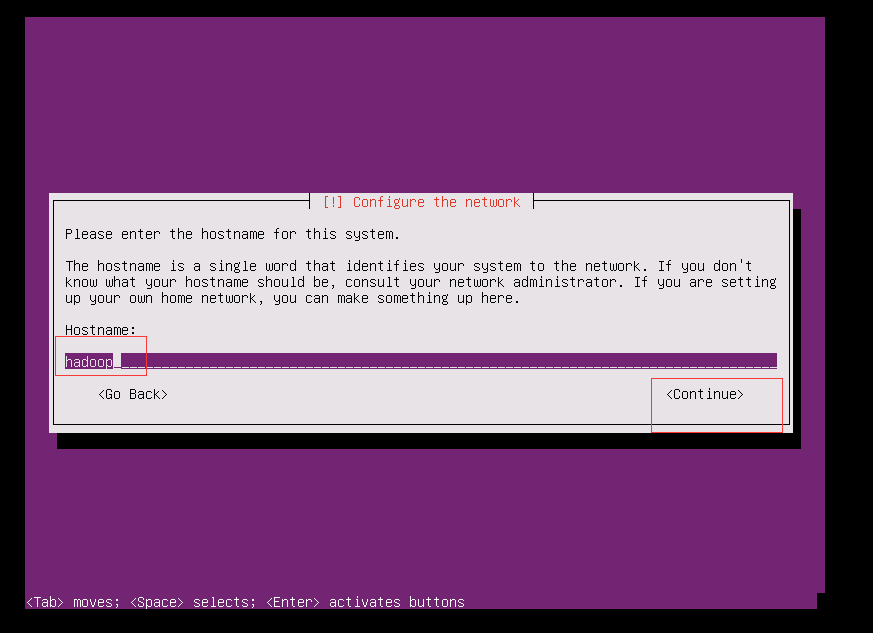 [!] Configure the network
Please enter the hostname for this system.
The hostname is a single word that identifies your system to the network. If you don't
know what your hostname should be, consult your network administrator. If you are setting
up your own home network, you can make something up here.
Hostname:
hadoop
<Go Back> <Continue>
<Tab> moves; <Space> selects; <Enter> activates buttons